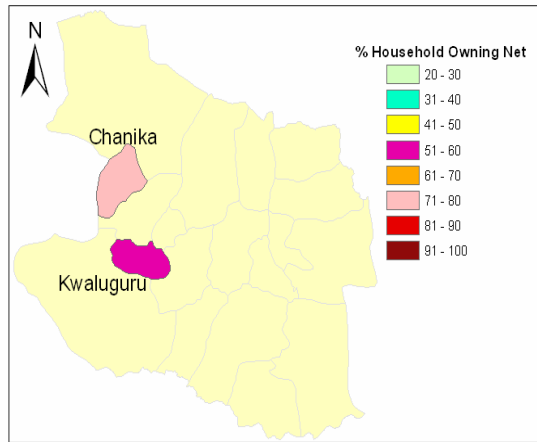 N
% Household Owning Net
20 - 30
31 - 40
41 - 50
51 - 60
61 - 70
71 - 80
81 - 90
91 - 100
Chanika
Kwaluguru